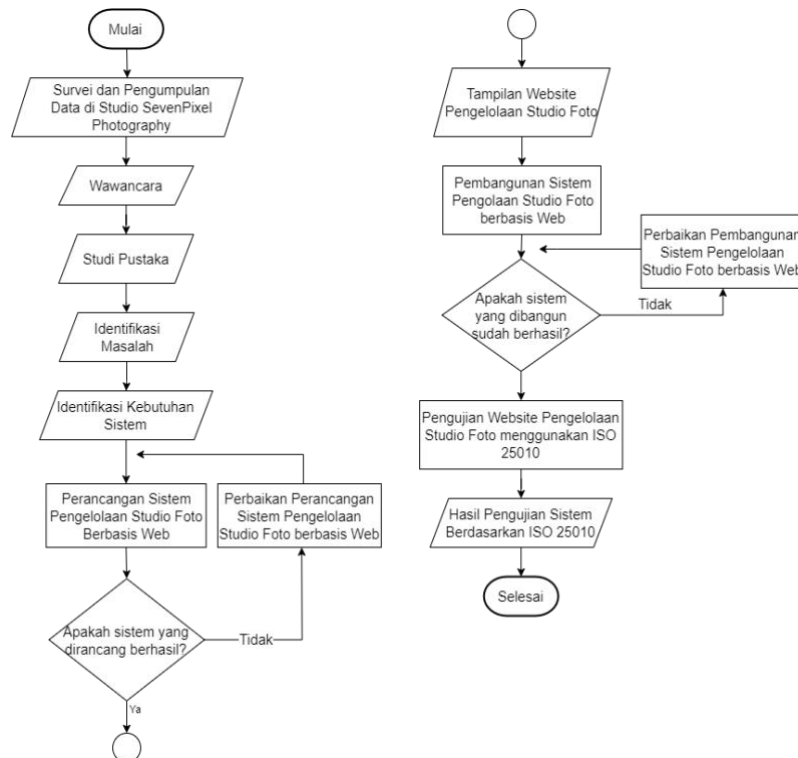 Mulai
Survei dan Pengumpulan
Data di Studio SevenPixel
Photography
Wawancara
Studi Pustaka
Identifikasi
Masalah
Identifikasi Kebutuhan
Sistem
Perancangan Sistem
Pengelolaan Studio Foto
Berbasis Web
Perbaikan Perancangan
Sistem Pengelolaan
Studio Foto berbasis Web
Apakah sistem yang
dirancang berhasil?
Tidak
Ya
Tampilan Website
Pengelolaan Studio Foto
Pembangunan Sistem
Pengolaan Studio Foto
berbasis Web
Perbaikan Pembangunan
Sistem Pengelolaan
Studio Foto berbasis Web
Apakah sistem
yang dibangun
sudah berhasil?
Tidak
Pengujian Website Pengelolaan
Studio Foto menggunakan ISO
25010
Hasil Pengujian Sistem
Berdasarkan ISO 25010
Selesai